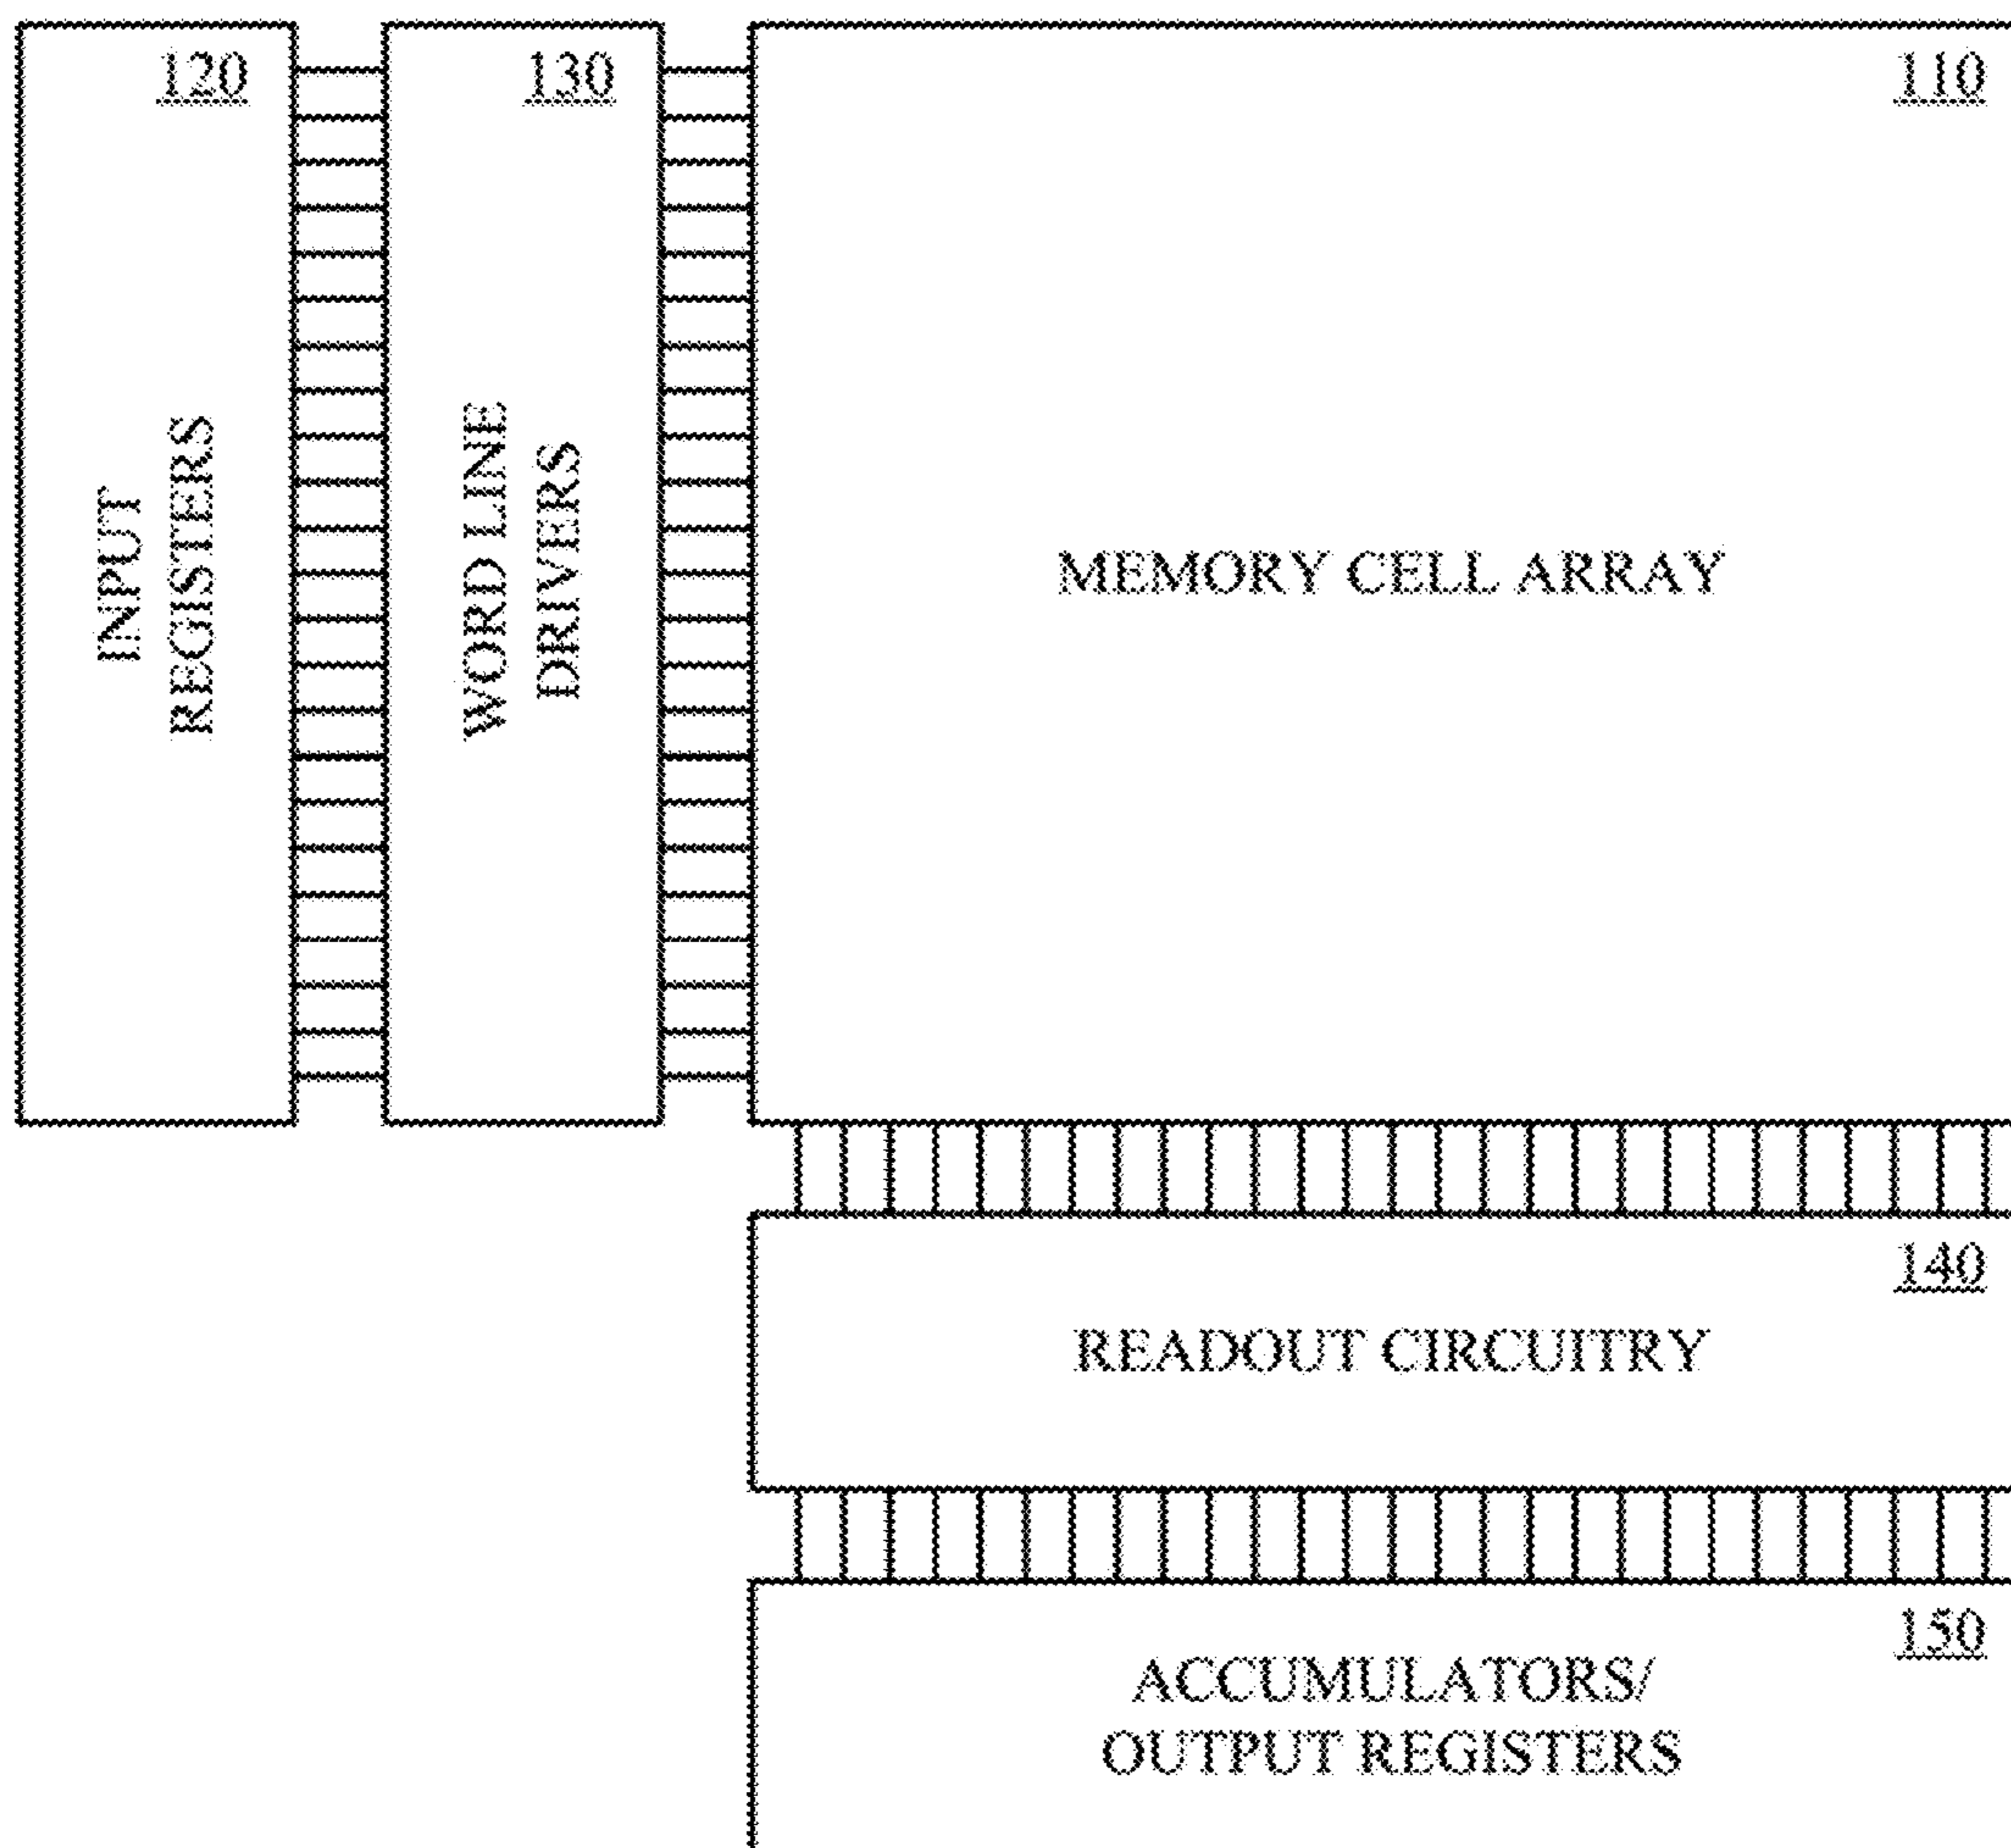 120
130
110
INPUT
REGISTERS
WORD LINE
DRIVERS
MEMORY CELL ARRAY
140
READOUT CIRCUITRY
150
ACCUMULATORS/
OUTPUT REGISTERS